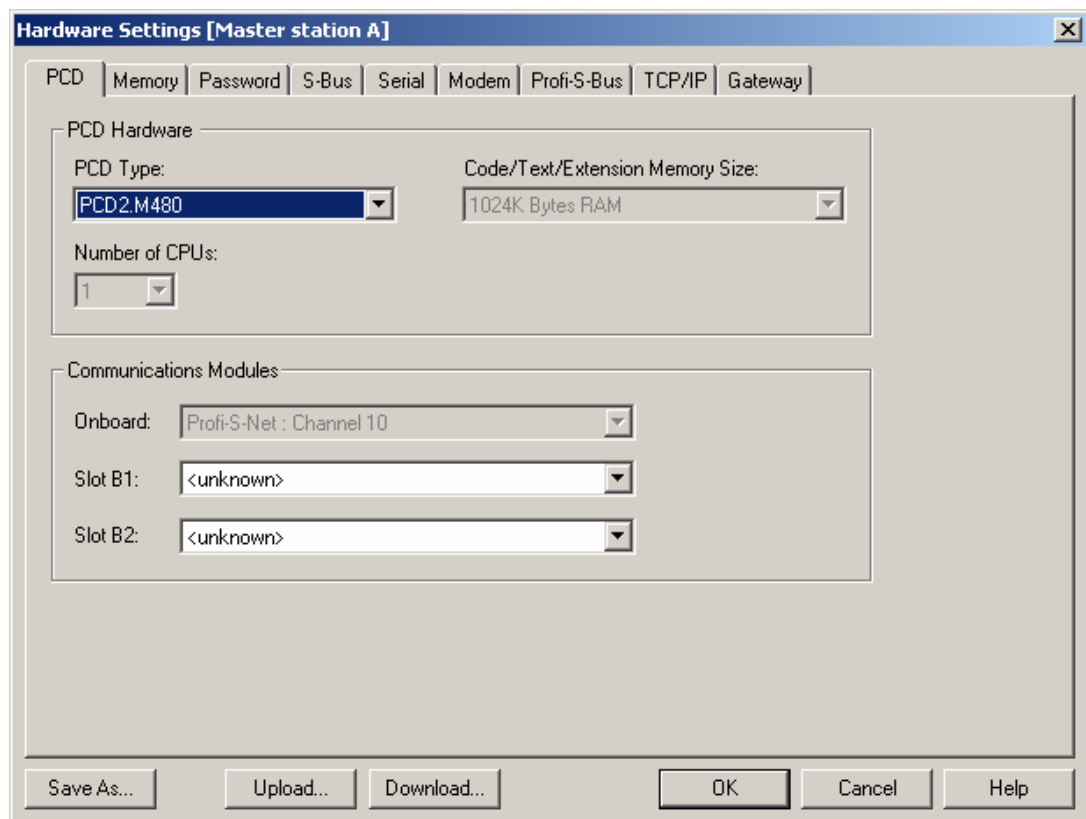 Hardware Settings [Master station A]
PCD Memory Password S-Bus Serial Modem Profi-S-Bus TCP/IP Gateway
PCD Hardware
PCD Type: Code/Text/Extension Memory Size:
PCD2.M480 1024K Bytes RAM
Number of CPUs:
1
Communications Modules
Onboard: Profi-S-Net : Channel 10
Slot B1: <unknown>
Slot B2: <unknown>
Save As... Upload... Download... OK Cancel Help